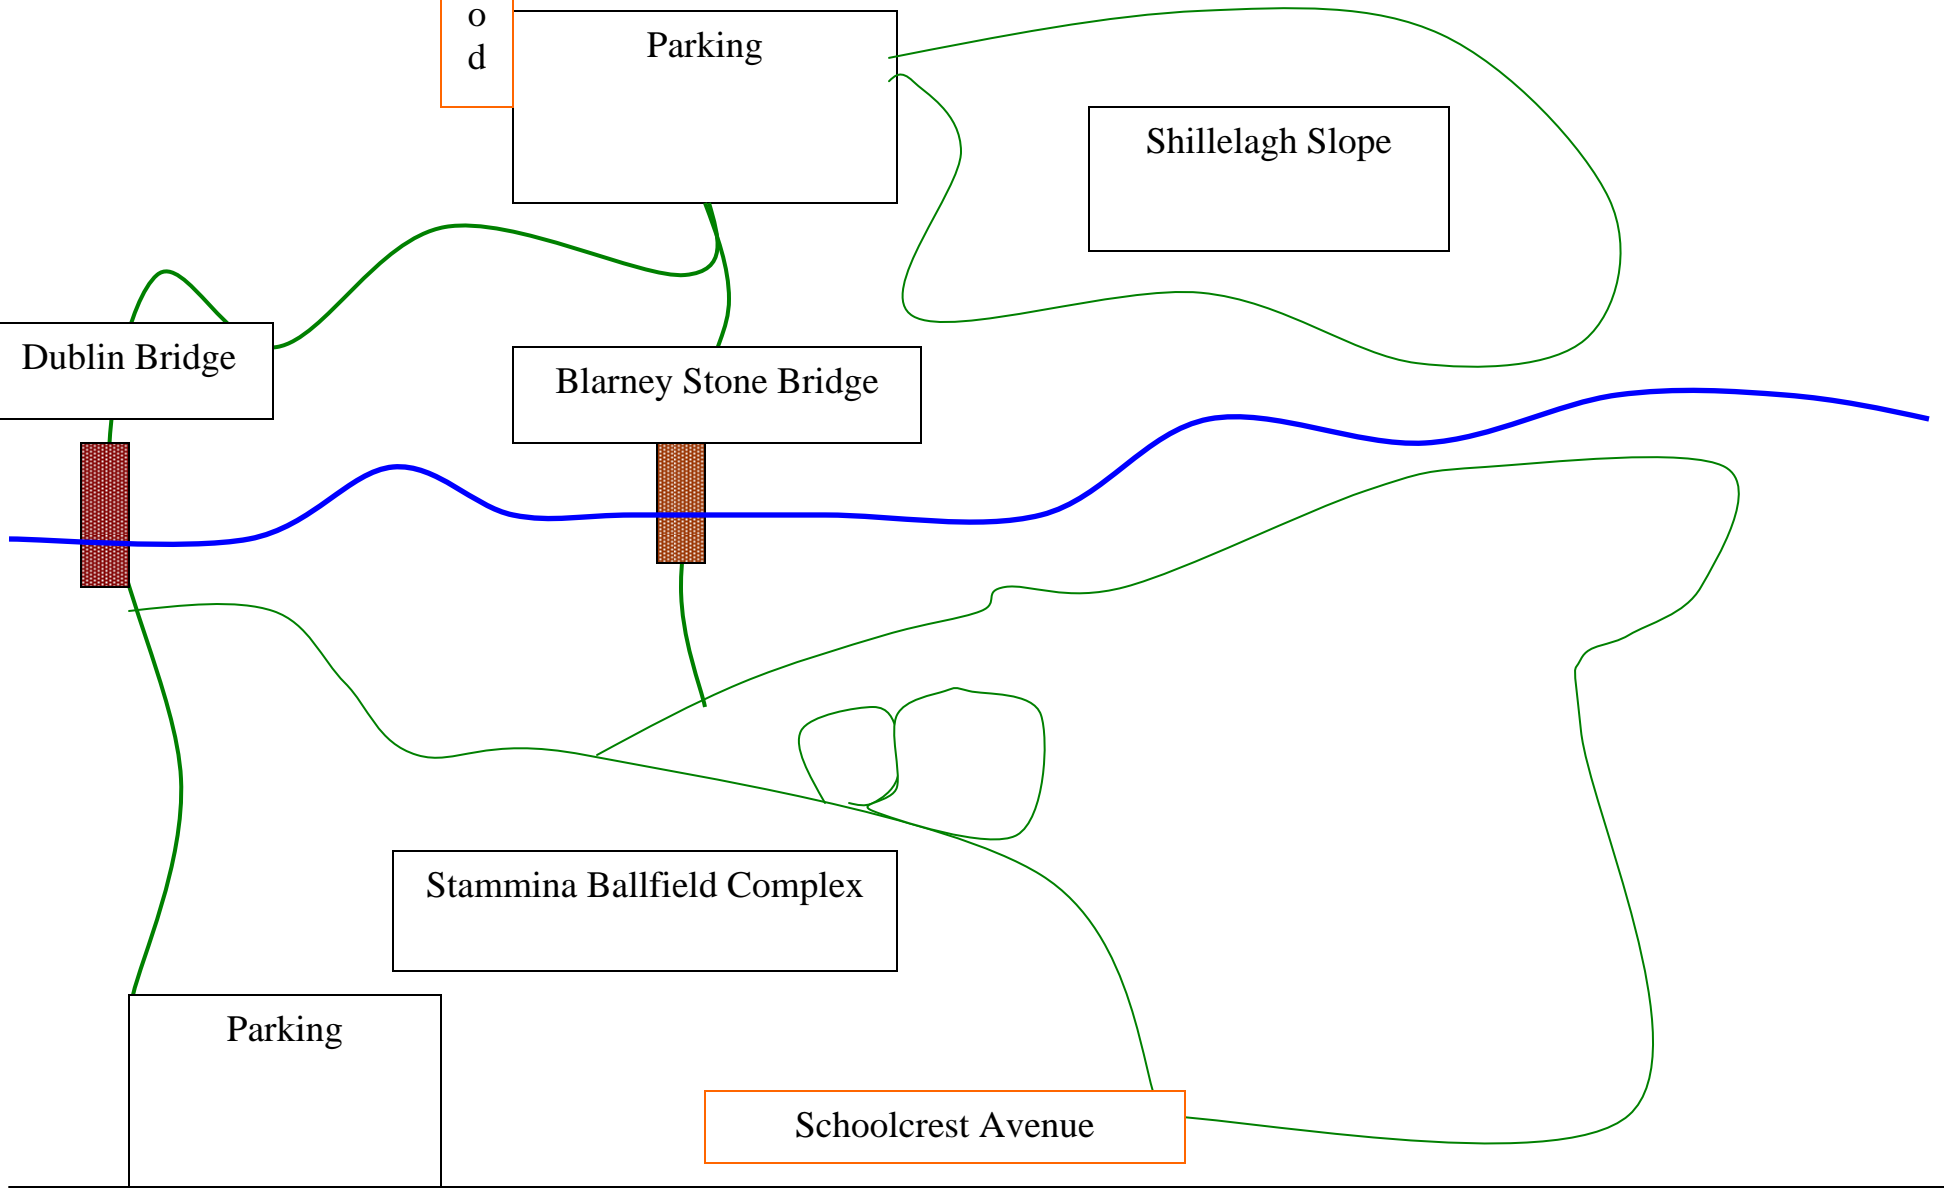 o
d
Parking
Shillelagh Slope
Dublin Bridge
Blarney Stone Bridge
Stammina Ballfield Complex
Parking
Schoolcrest Avenue